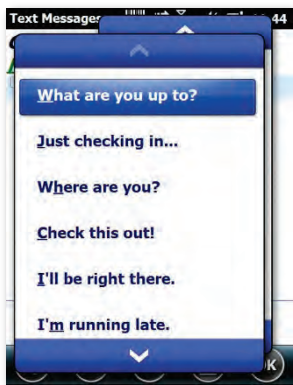 Text Messages 44
What are you up to?
Just checking in...
Where are you?
Check this out!
I'll be right there.
I'm running late.